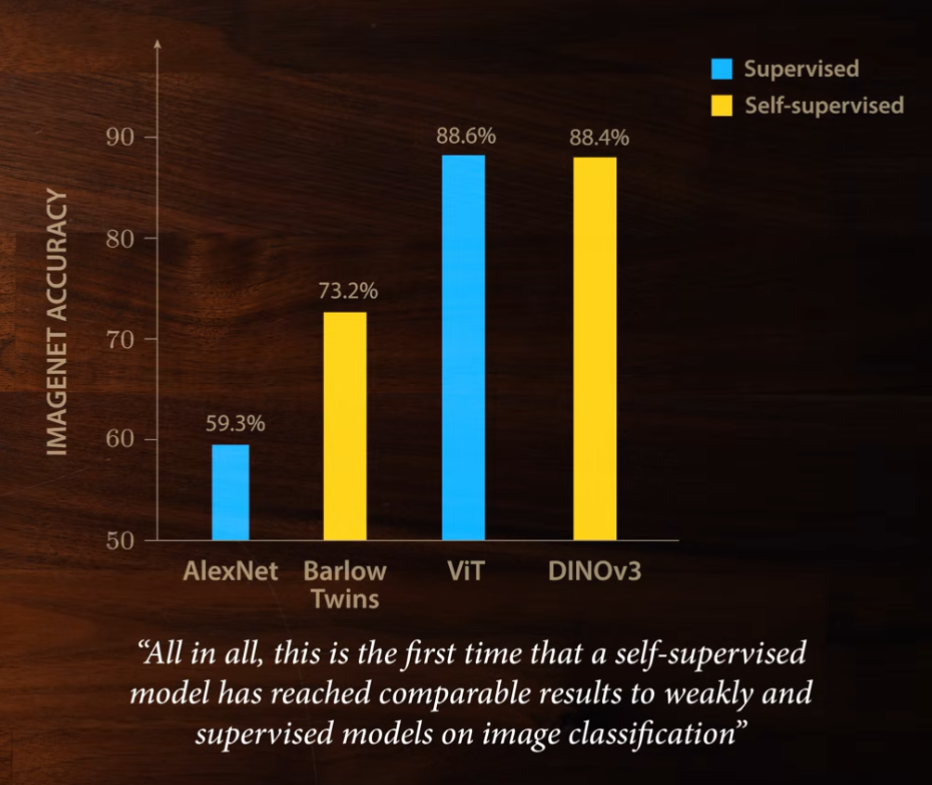 Supervised
Self-supervised
90
80
70
60
50
IMAGENET ACCURACY
59.3%
73.2%
88.6%
88.4%
AlexNet
Barlow
Twins
ViT
DINOv3
“All in all, this is the first time that a self-supervised
model has reached comparable results to weakly and
supervised models on image classification”